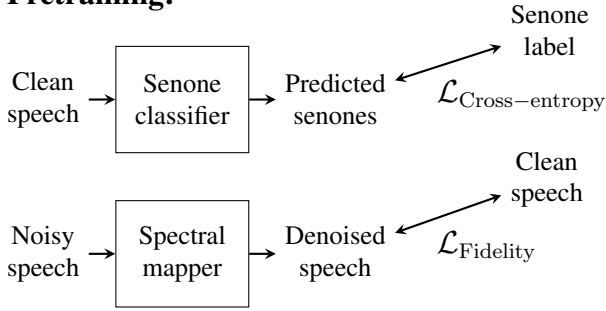 Pretraining:
Senone
label
Clean
speech
Senone
classifier
Predicted
senones
ℒCross−entropy
Clean
speech
Noisy
speech
Spectral
mapper
Denoised
speech
ℒFidelity